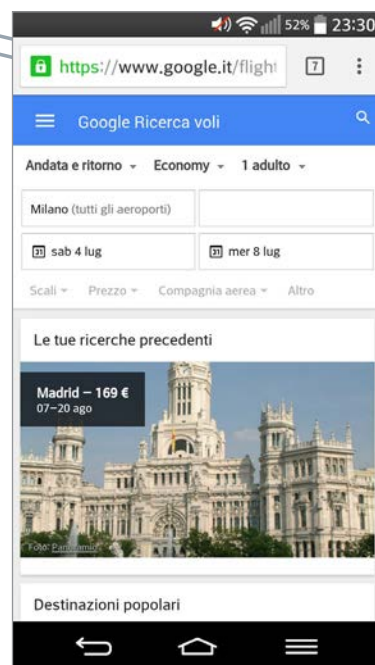 52% 23:30
https://www.google.it/flight
7
Google Ricerca voli
Andata e ritorno Economy 1 adulto
Milano (tutti gli aeroporti)
31 sab 4 lug 31 mer 8 lug
Scali Prezzo Compagnia aerea Altro
Le tue ricerche precedenti
Madrid – 169 €
07–20 ago
Foto: Panoramio
Destinazioni popolari